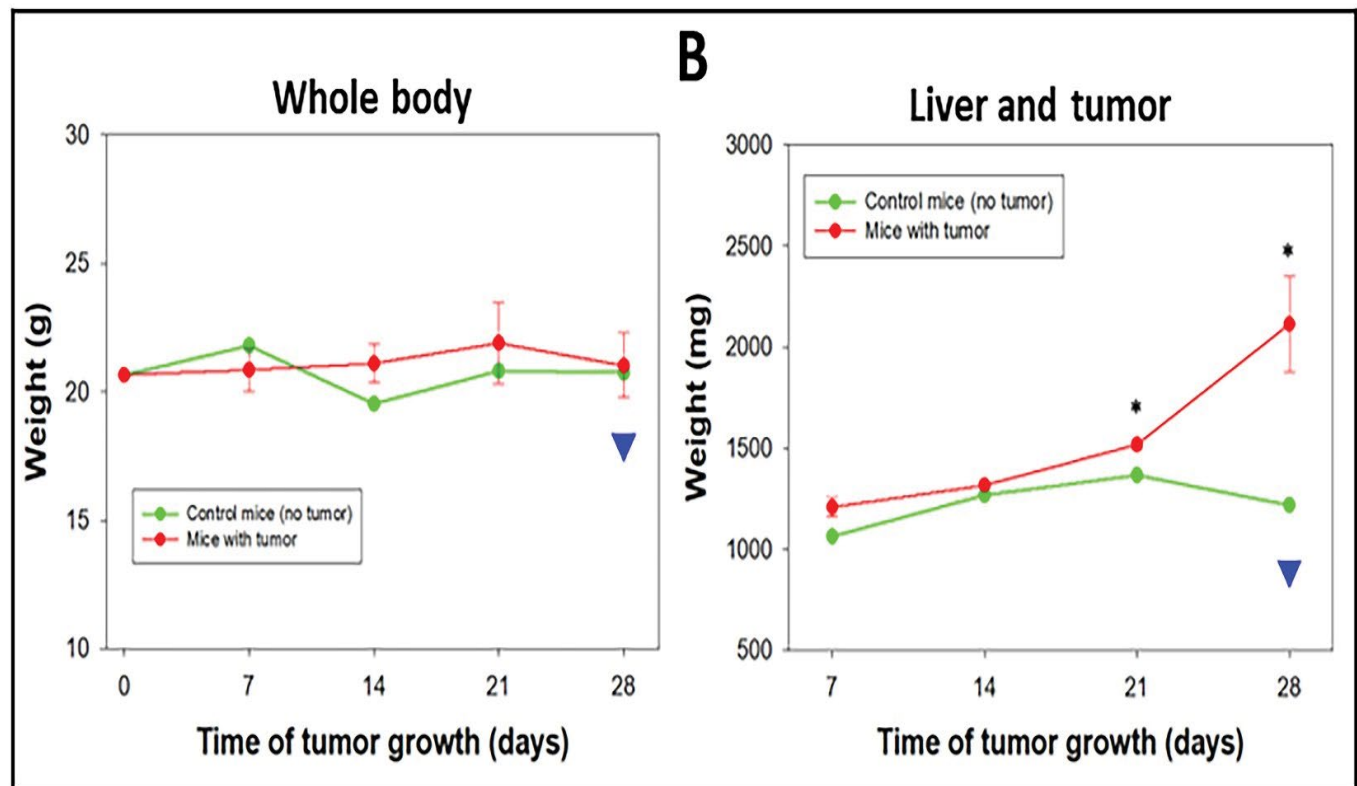 B
Whole body
30
25
20
15
10
Weight (g)
Control mice (no tumor)
Mice with tumor
0 7 14 21 28
Time of tumor growth (days)
Liver and tumor
3000
2500
2000
1500
1000
500
Weight (mg)
Control mice (no tumor)
Mice with tumor
*
*
7 14 21 28
Time of tumor growth (days)